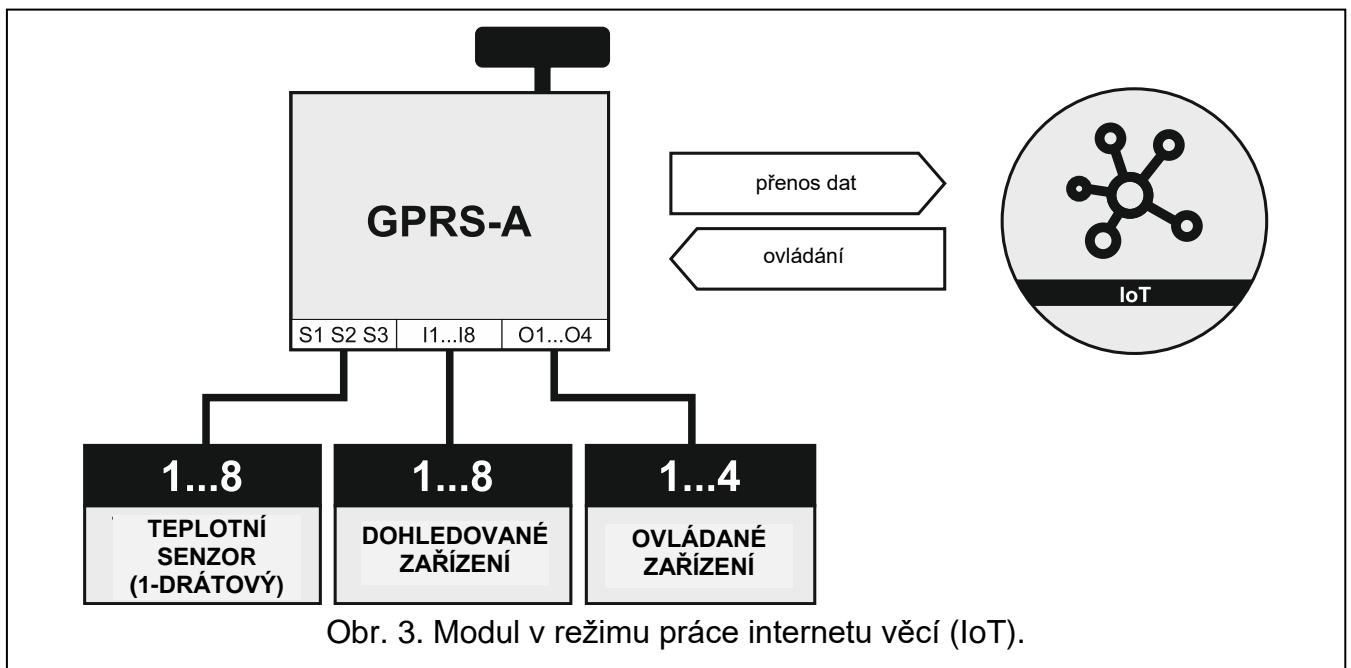 GPRS-A
přenos dat
ovládání
IoT
S1 S2 S3 I1...I8 O1...O4
1...8
TEPLOTNÍ
SENZOR
(1-DRÁTOVÝ)
1...8
DOHLEDOVANÉ
ZAŘÍZENÍ
1...4
OVLÁDANÉ
ZAŘÍZENÍ
Obr. 3. Modul v režimu práce internetu věcí (IoT).